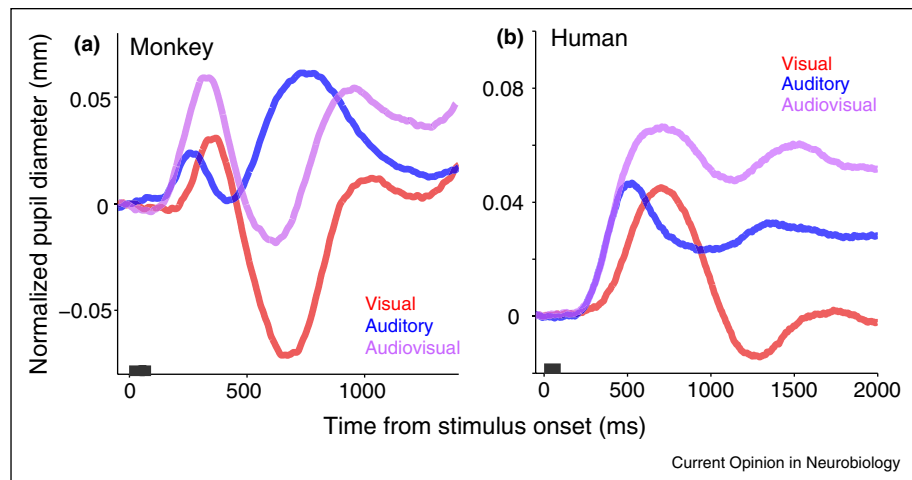 (a) Monkey
Normalized pupil diameter (mm)
0.05
0
−0.05
Visual
Auditory
Audiovisual
0 500 1000
(b) Human
0.08
0.04
0
Visual
Auditory
Audiovisual
0 500 1000 1500 2000
Time from stimulus onset (ms)
Current Opinion in Neurobiology